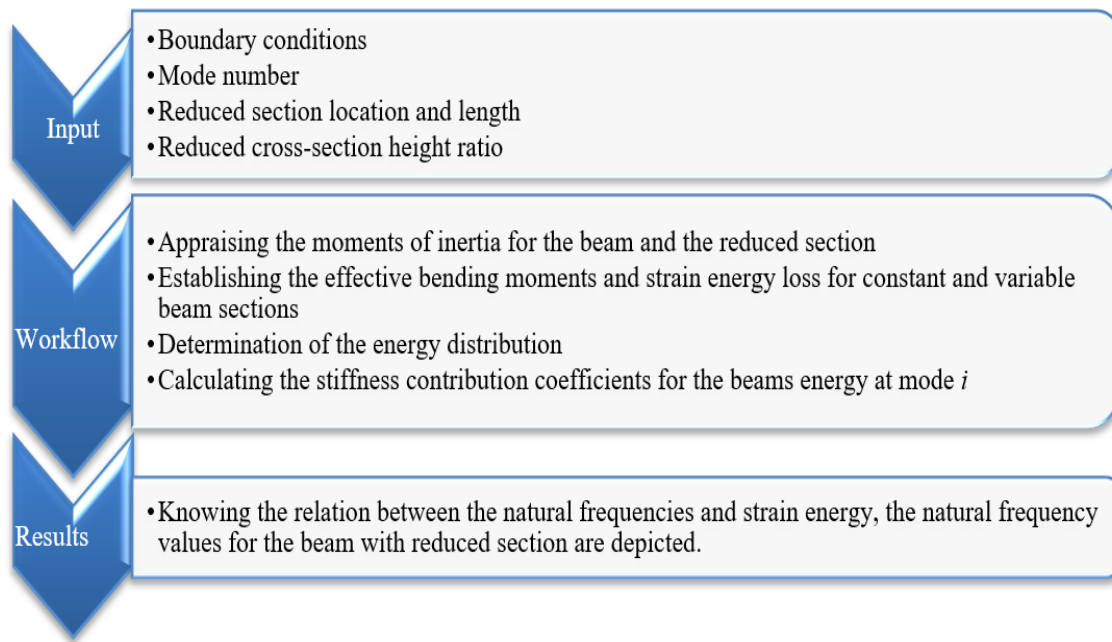 Input
•Boundary conditions
•Mode number
•Reduced section location and length
•Reduced cross-section height ratio
Workflow
•Appraising the moments of inertia for the beam and the reduced section
•Establishing the effective bending moments and strain energy loss for constant and variable
beam sections
•Determination of the energy distribution
•Calculating the stiffness contribution coefficients for the beams energy at mode i
Results
•Knowing the relation between the natural frequencies and strain energy, the natural frequency
values for the beam with reduced section are depicted.